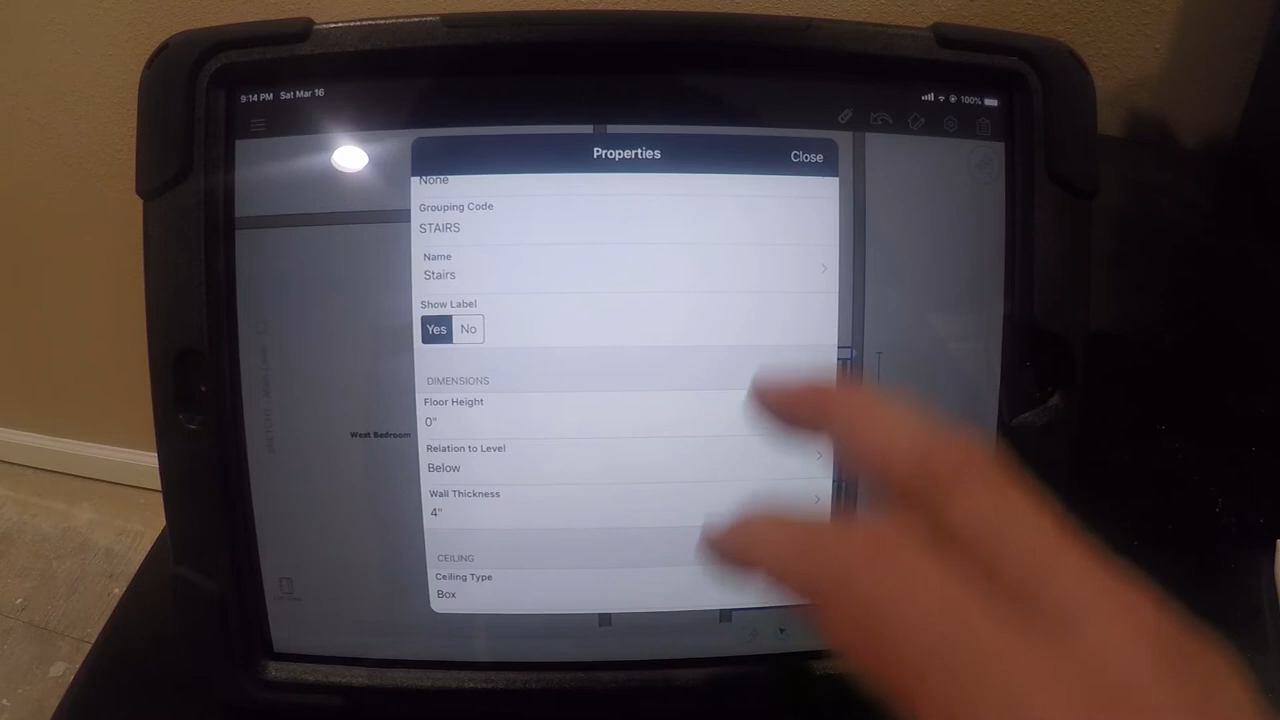 9:14 PM Sat Mar 16
100%
Properties
Close
None
Grouping Code
STAIRS
Name
Stairs
Show Label
Yes No
DIMENSIONS
Floor Height
0"
Relation to Level
Below
Wall Thickness
4"
CEILING
Ceiling Type
Box
West Bedroom